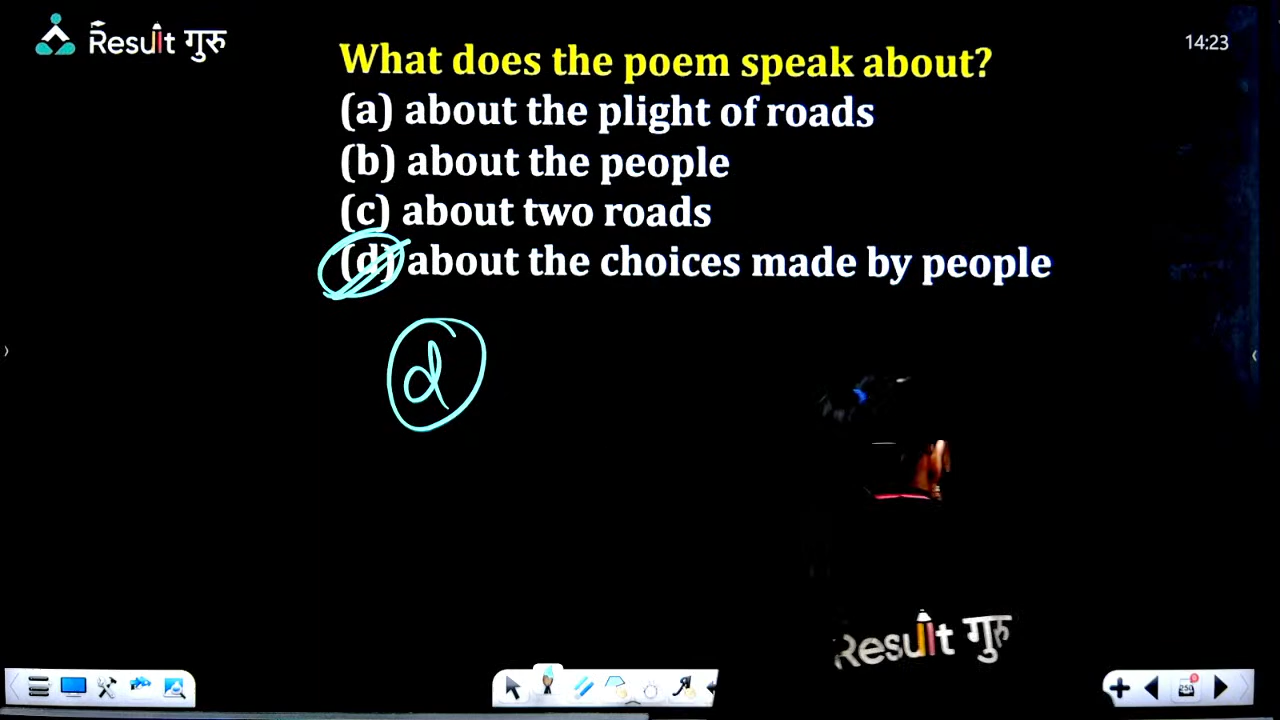 Result गुरु
14:23
What does the poem speak about?
(a) about the plight of roads
(b) about the people
(c) about two roads
(d) about the choices made by people
d
Result गुरु